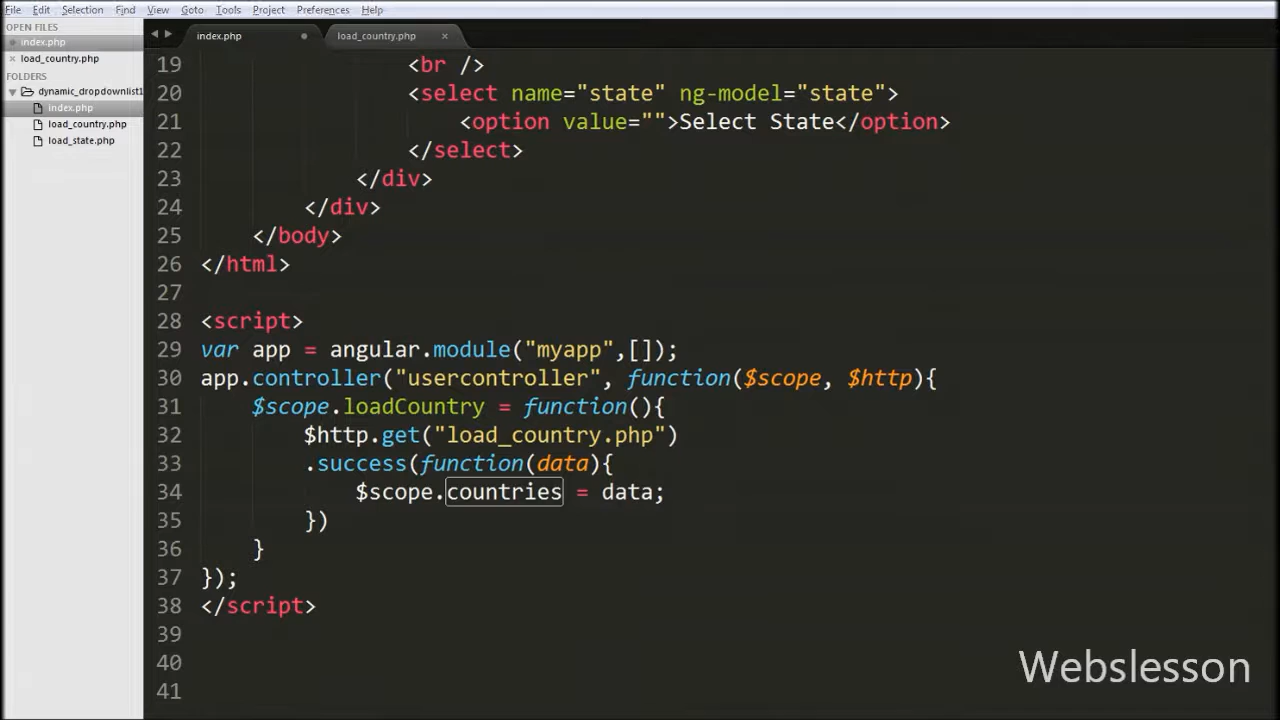 File Edit Selection Find View Goto Tools Project Preferences Help
OPEN FILES
index.php
load_country.php
FOLDERS
dynamic_dropdownlist1
index.php
load_country.php
load_state.php
index.php load_country.php
19 <br />
20 <select name="state" ng-model="state">
21 <option value="">Select State</option>
22 </select>
23 </div>
24 </div>
25 </body>
26 </html>
27
28 <script>
29 var app = angular.module("myapp",[]);
30 app.controller("usercontroller", function($scope, $http){
31 $scope.loadCountry = function(){
32 $http.get("load_country.php")
33 .success(function(data){
34 $scope.countries = data;
35 })
36 }
37 });
38 </script>
39
40
41
Webslesson